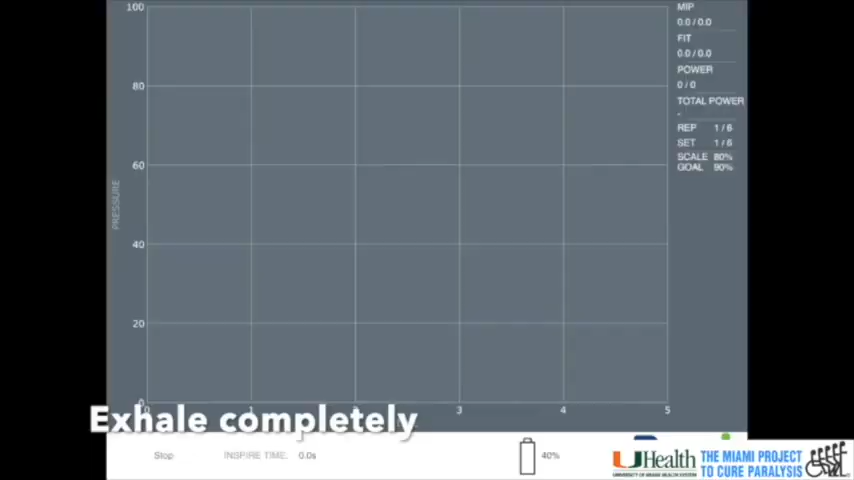 100
80
60
40
20
0
PRESSURE
1
2
3
4
5
MIP
0.0 / 0.0
FIT
0.0 / 0.0
POWER
0 / 0
TOTAL POWER
-
REP 1 / 6
SET 1 / 6
SCALE 80%
GOAL 90%
Exhale completely
Stop
INSPIRE TIME. 0.0s
40%
UHealth
UNIVERSITY OF MIAMI HEALTH SYSTEM
THE MIAMI PROJECT
TO CURE PARALYSIS